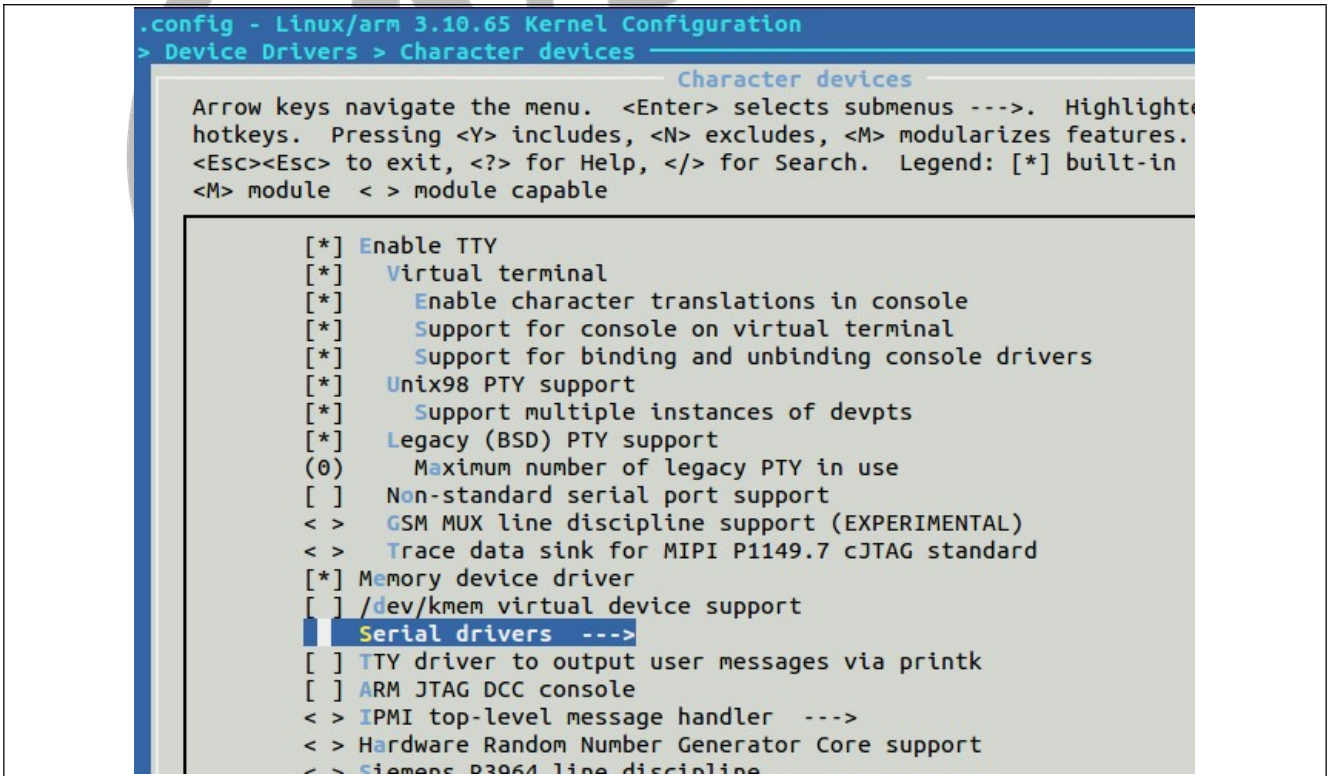 .config - Linux/arm 3.10.65 Kernel Configuration
> Device Drivers > Character devices
Character devices
Arrow keys navigate the menu.  <Enter> selects submenus --->.  Highlighte
hotkeys.  Pressing <Y> includes, <N> excludes, <M> modularizes features.
<Esc><Esc> to exit, <?> for Help, </> for Search.  Legend: [*] built-in
<M> module  < > module capable
[*] Enable TTY
[*]   Virtual terminal
[*]     Enable character translations in console
[*]     Support for console on virtual terminal
[*]     Support for binding and unbinding console drivers
[*]   Unix98 PTY support
[*]     Support multiple instances of devpts
[*]   Legacy (BSD) PTY support
(0)     Maximum number of legacy PTY in use
[ ]   Non-standard serial port support
< >   GSM MUX line discipline support (EXPERIMENTAL)
< >   Trace data sink for MIPI P1149.7 cJTAG standard
[*] Memory device driver
[ ] /dev/kmem virtual device support
Serial drivers  --->
[ ] TTY driver to output user messages via printk
[ ] ARM JTAG DCC console
< > IPMI top-level message handler  --->
< > Hardware Random Number Generator Core support
< > Siemens R3964 line discipline